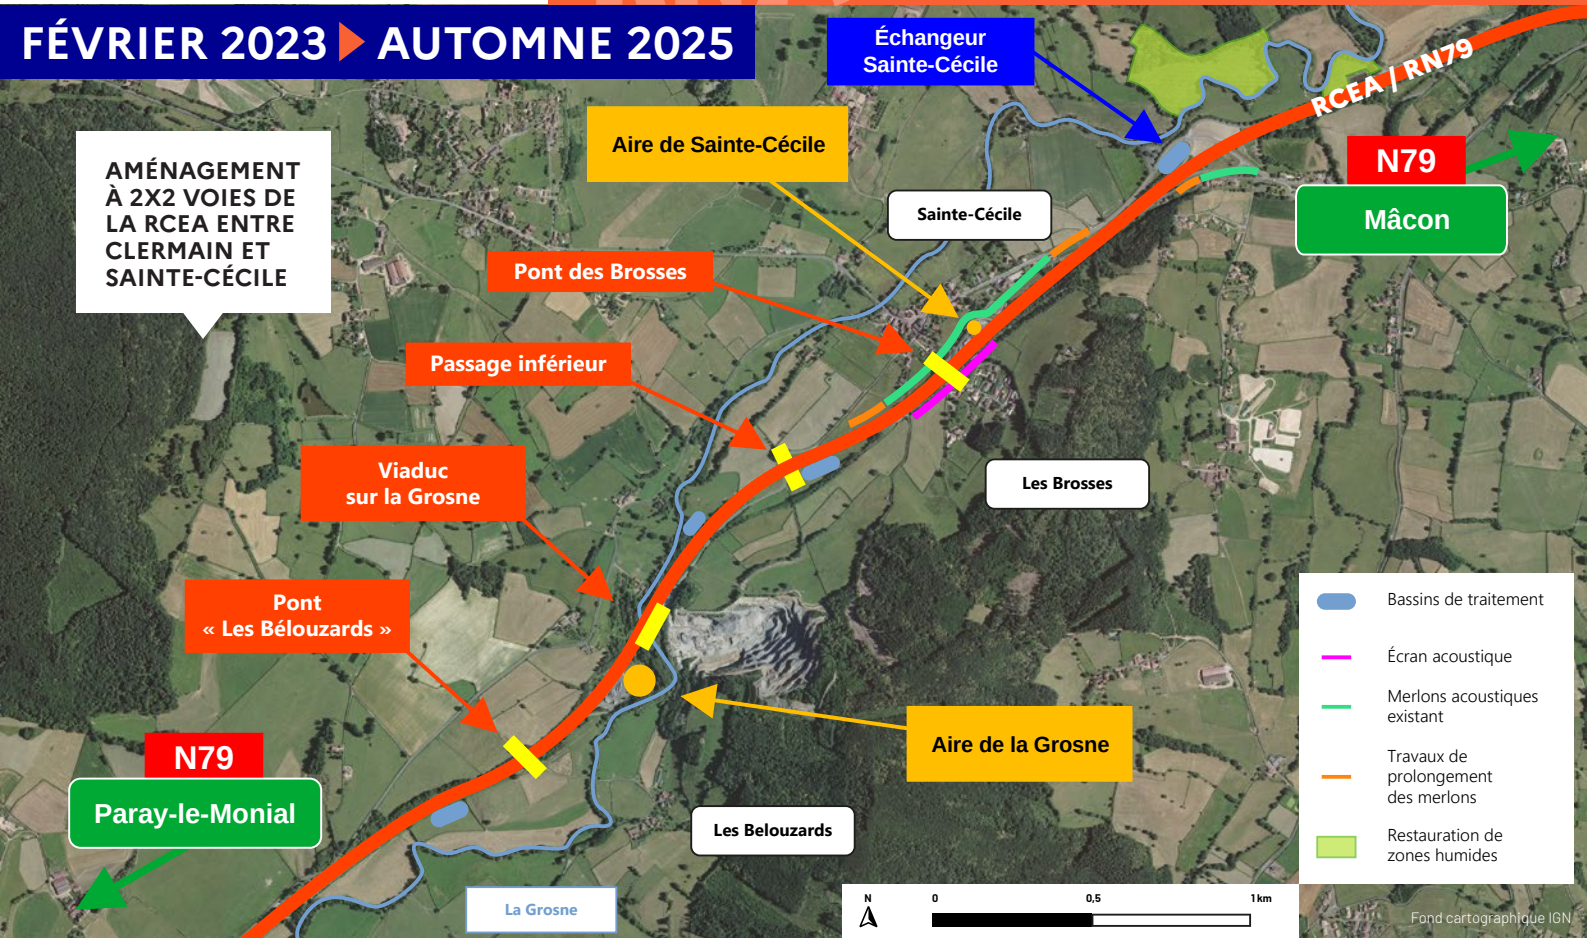 FÉVRIER 2023 AUTOMNE 2025
Échangeur
Sainte-Cécile
RCEA / RN79
AMÉNAGEMENT
À 2X2 VOIES DE
LA RCEA ENTRE
CLERMAIN ET
SAINTE-CÉCILE
Aire de Sainte-Cécile
N79
Mâcon
Sainte-Cécile
Pont des Brosses
Passage inférieur
Viaduc
sur la Grosne
Les Brosses
Pont
« Les Bélouzards »
Aire de la Grosne
N79
Paray-le-Monial
Les Belouzards
La Grosne
Bassins de traitement
Écran acoustique
Merlons acoustiques
existant
Travaux de
prolongement
des merlons
Restauration de
zones humides
N
0 0,5 1 km
Fond cartographique IGN